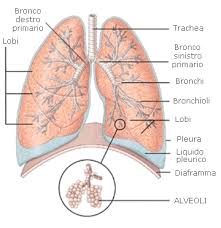 Bronco
destro
primario
Lobi
Trachea
Bronco
sinistro
primario
Bronchi
Bronchioli
Lobi
Pleura
Liquido
pleurico
Diaframma
ALVEOLI